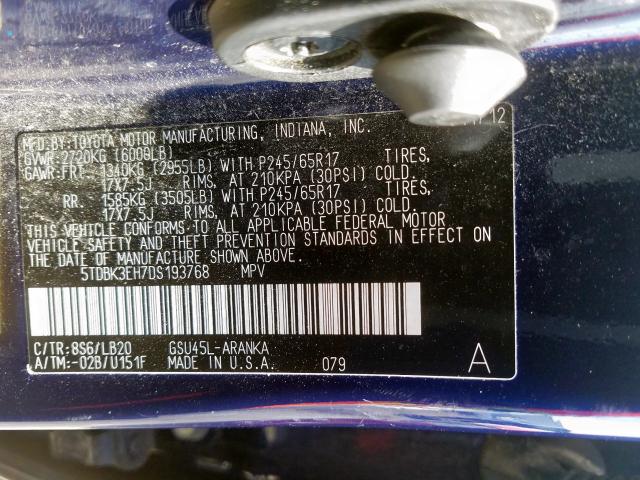 MFD.BY:TOYOTA MOTOR MANUFACTURING, INDIANA, INC.
12
GVWR:2720KG (6000LB)
GAWR:FRT 1340KG (2955LB) WITH P245/65R17 TIRES,
17X7.5J RIMS, AT 210KPA (30PSI) COLD.
RR. 1585KG (3505LB) WITH P245/65R17 TIRES,
17X7.5J RIMS, AT 210KPA (30PSI) COLD.
THIS VEHICLE CONFORMS TO ALL APPLICABLE FEDERAL MOTOR
VEHICLE SAFETY AND THEFT PREVENTION STANDARDS IN EFFECT ON
THE DATE OF MANUFACTURE SHOWN ABOVE.
5TDBK3EH7DS193768 MPV
C/TR:8S6/LB20 GSU45L-ARANKA
A/TM:-02B/U151F MADE IN U.S.A. 079 A